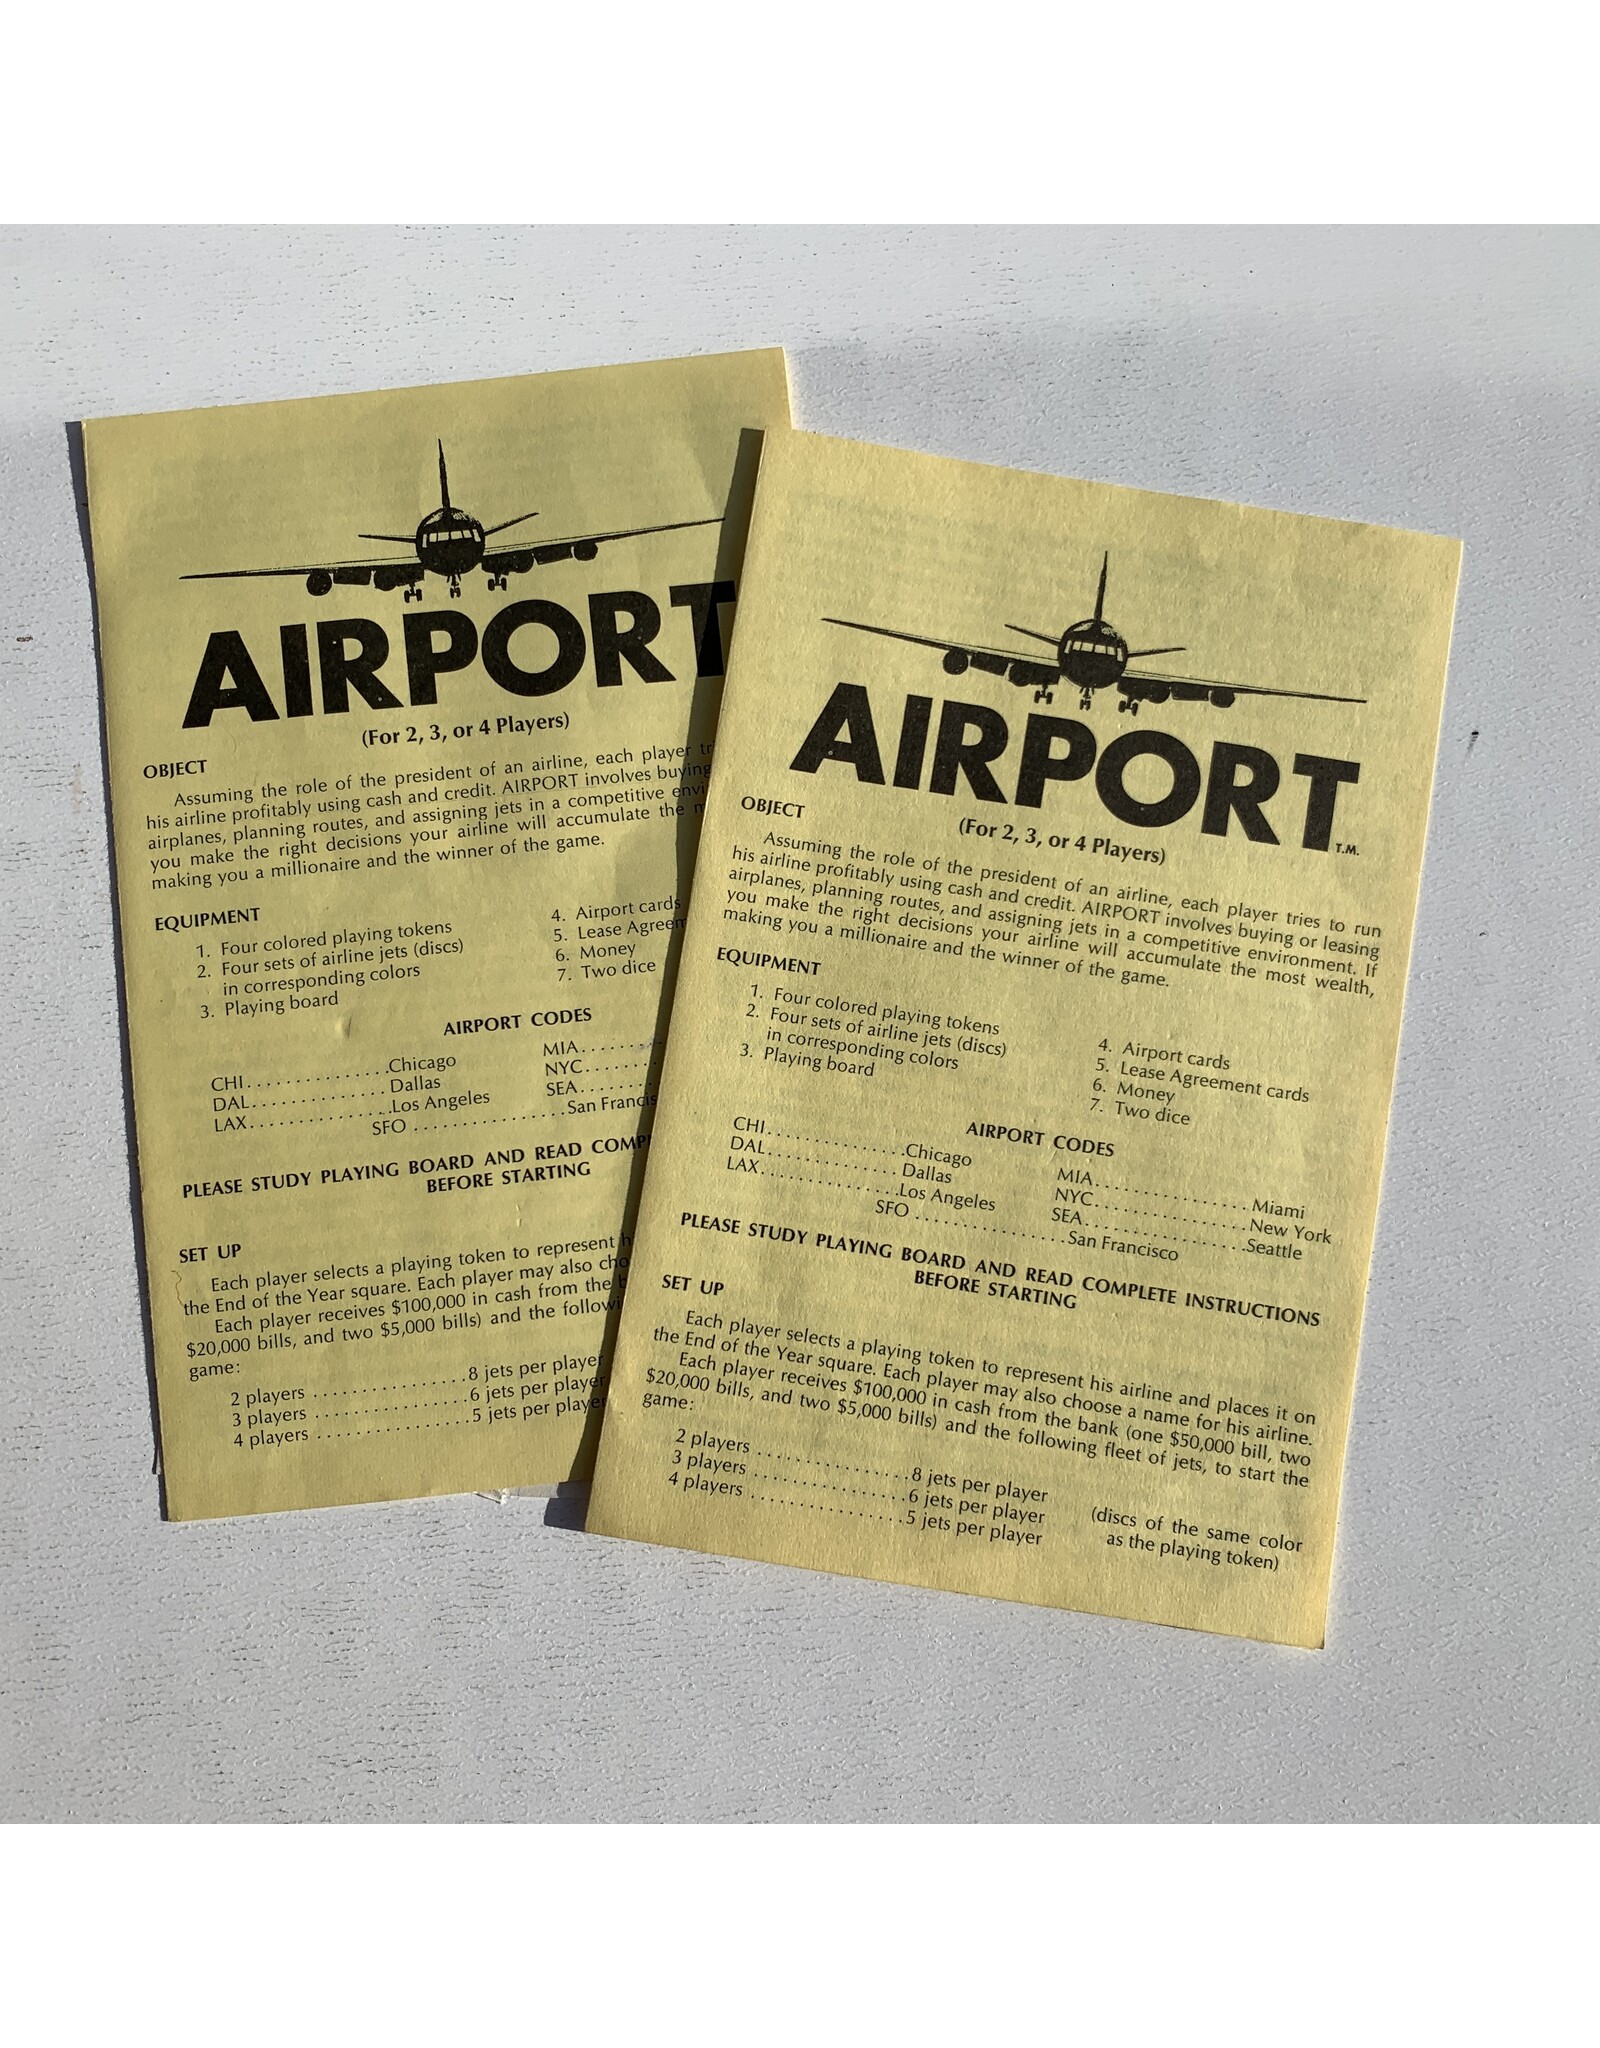 AIRPORT
(For 2, 3, or 4 Players)
OBJECT
Assuming the role of the president of an airline, each player tr
his airline profitably using cash and credit. AIRPORT involves buying
airplanes, planning routes, and assigning jets in a competitive envi
you make the right decisions your airline will accumulate the m
making you a millionaire and the winner of the game.
EQUIPMENT
1. Four colored playing tokens
2. Four sets of airline jets (discs)
in corresponding colors
3. Playing board
4. Airport cards
5. Lease Agreem
6. Money
7. Two dice
AIRPORT CODES
CHI...............Chicago
DAL...............Dallas
LAX...............Los Angeles
MIA........
NYC........
SEA........
SFO ................San Francis
PLEASE STUDY PLAYING BOARD AND READ COMP
BEFORE STARTING
SET UP
Each player selects a playing token to represent h
the End of the Year square. Each player may also cho
Each player receives $100,000 in cash from the b
$20,000 bills, and two $5,000 bills) and the followi
game:
2 players ................8 jets per player
3 players ................6 jets per player
4 players ................5 jets per player
AIRPORT T.M.
(For 2, 3, or 4 Players)
OBJECT
Assuming the role of the president of an airline, each player tries to run
his airline profitably using cash and credit. AIRPORT involves buying or leasing
airplanes, planning routes, and assigning jets in a competitive environment. If
you make the right decisions your airline will accumulate the most wealth,
making you a millionaire and the winner of the game.
EQUIPMENT
1. Four colored playing tokens
2. Four sets of airline jets (discs)
in corresponding colors
3. Playing board
4. Airport cards
5. Lease Agreement cards
6. Money
7. Two dice
AIRPORT CODES
CHI...............Chicago
DAL...............Dallas
LAX...............Los Angeles
MIA................Miami
NYC................New York
SEA................Seattle
SFO ................San Francisco
PLEASE STUDY PLAYING BOARD AND READ COMPLETE INSTRUCTIONS
BEFORE STARTING
SET UP
Each player selects a playing token to represent his airline and places it on
the End of the Year square. Each player may also choose a name for his airline.
Each player receives $100,000 in cash from the bank (one $50,000 bill, two
$20,000 bills, and two $5,000 bills) and the following fleet of jets, to start the
game:
2 players ................8 jets per player
3 players ................6 jets per player
4 players ................5 jets per player
(discs of the same color
as the playing token)